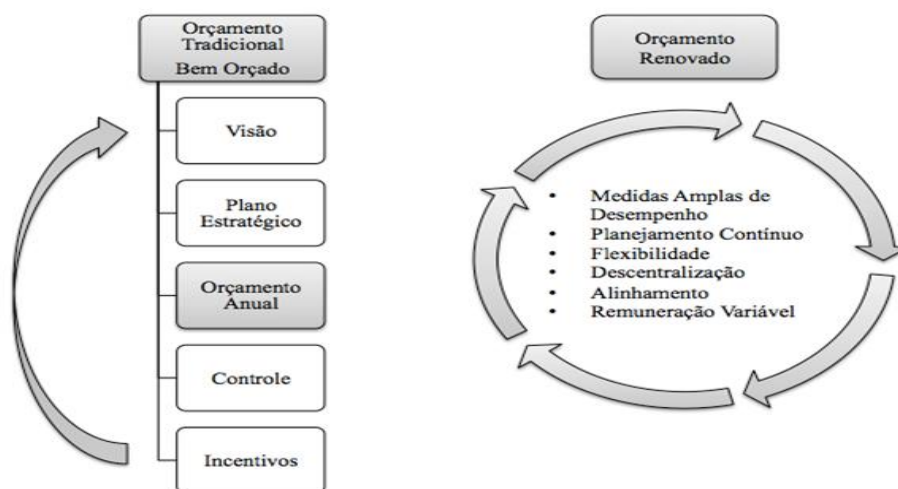 Orçamento
Tradicional
Bem Orçado
Visão
Plano
Estratégico
Orçamento
Anual
Controle
Incentivos
Orçamento
Renovado
• Medidas Amplas de
Desempenho
• Planejamento Contínuo
• Flexibilidade
• Descentralização
• Alinhamento
• Remuneração Variável